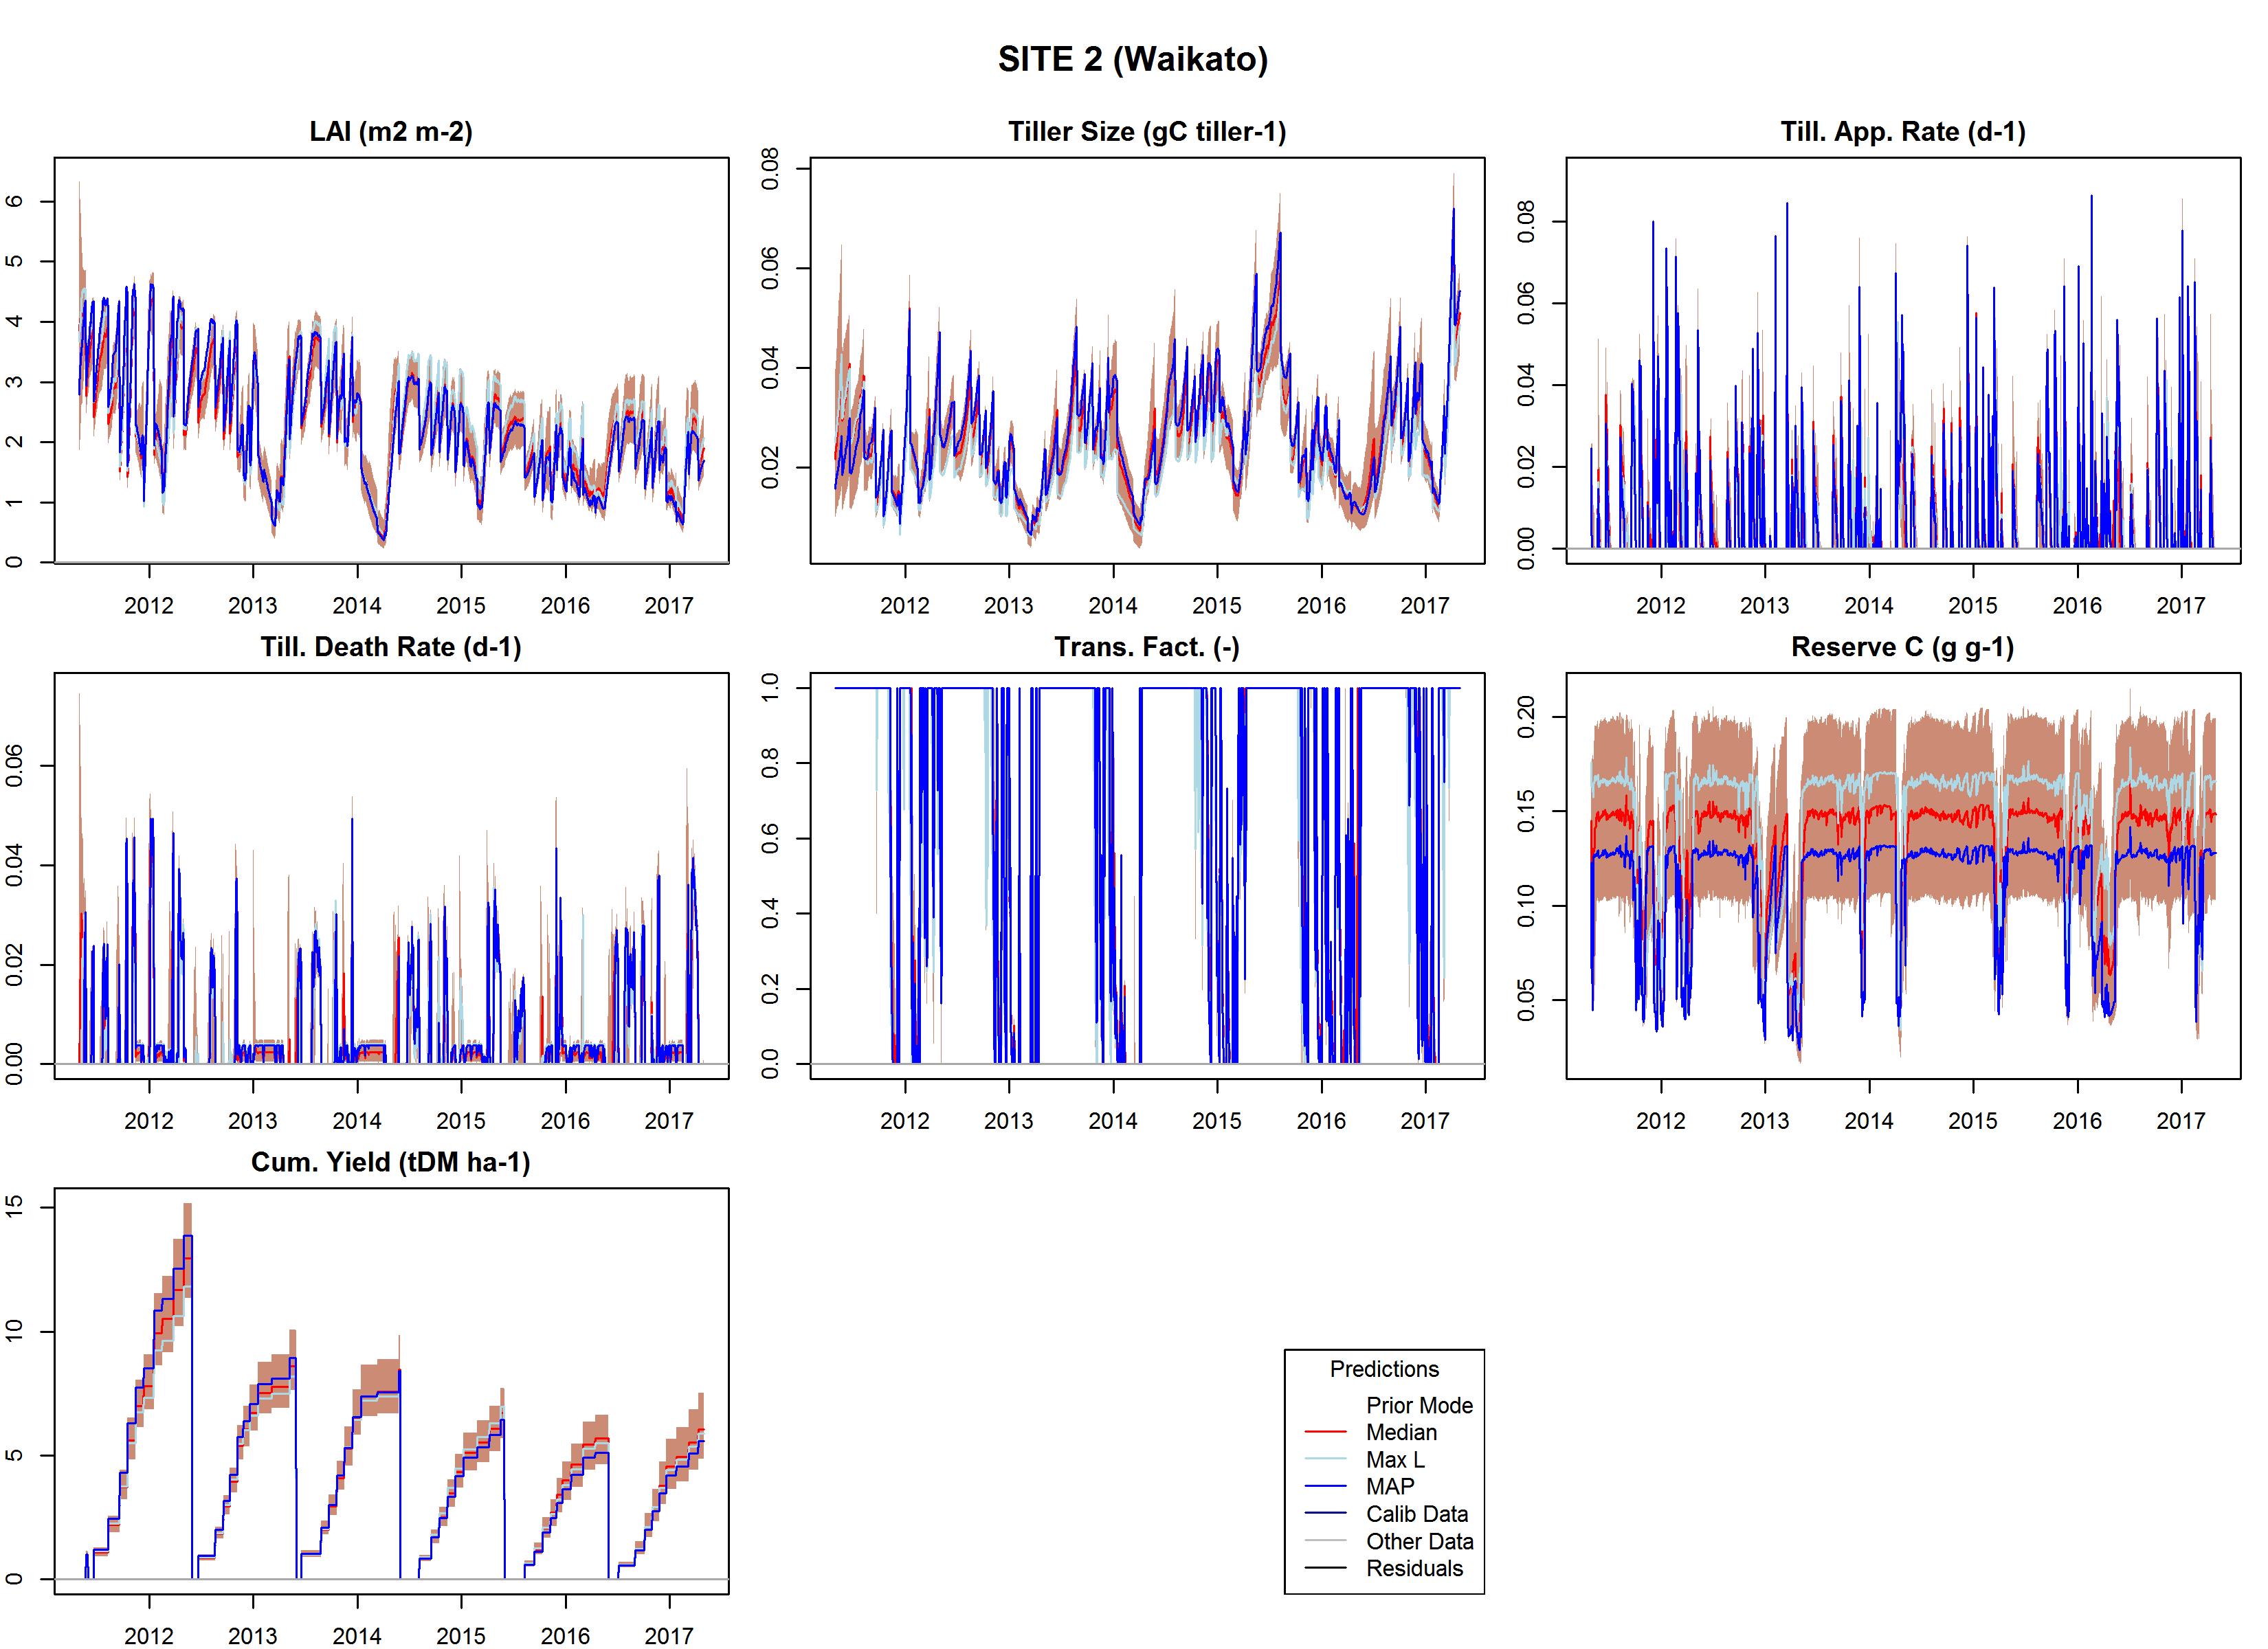 SITE 2 (Waikato)
LAI (m2 m-2)
Tiller Size (gC tiller-1)
Till. App. Rate (d-1)
0 1 2 3 4 5 6
0.02 0.04 0.06 0.08
0.00 0.02 0.04 0.06 0.08
2012 2013 2014 2015 2016 2017
2012 2013 2014 2015 2016 2017
2012 2013 2014 2015 2016 2017
Till. Death Rate (d-1)
Trans. Fact. (-)
Reserve C (g g-1)
0.00 0.02 0.04 0.06
0.0 0.2 0.4 0.6 0.8 1.0
0.05 0.10 0.15 0.20
2012 2013 2014 2015 2016 2017
2012 2013 2014 2015 2016 2017
2012 2013 2014 2015 2016 2017
Cum. Yield (tDM ha-1)
0 5 10 15
2012 2013 2014 2015 2016 2017
Predictions
Prior Mode
Median
Max L
MAP
Calib Data
Other Data
Residuals